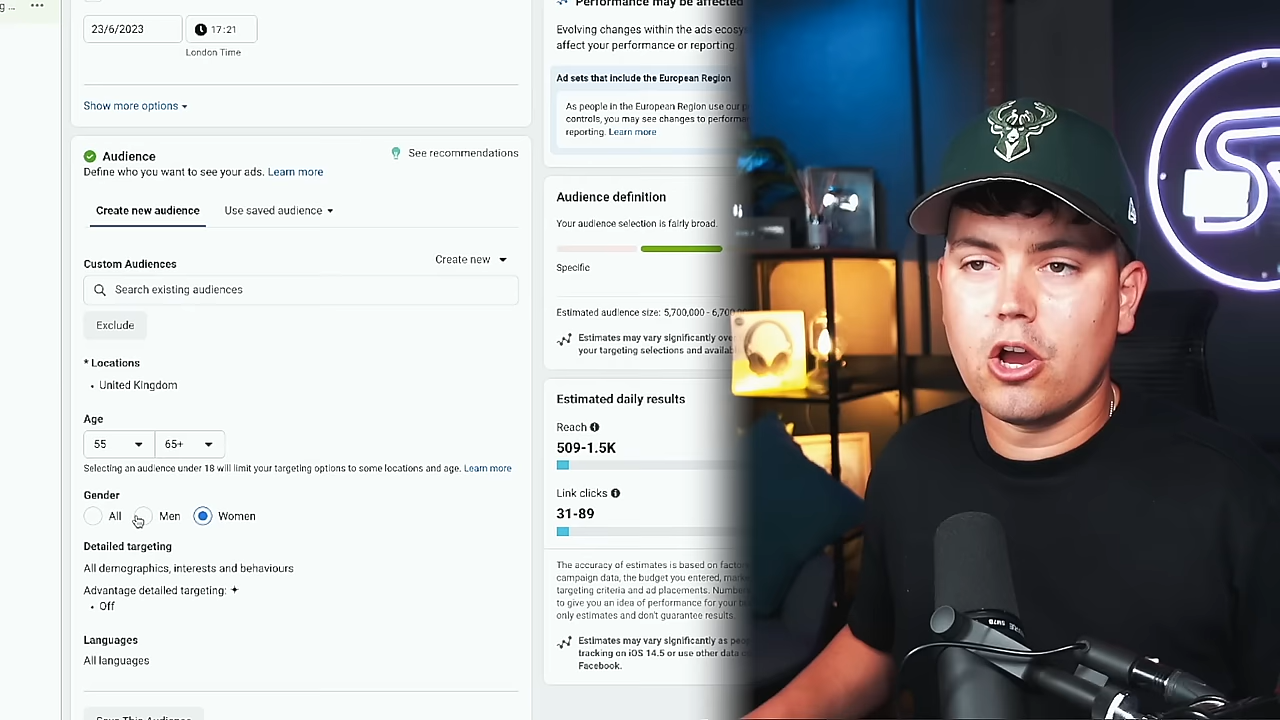 g ...
23/6/2023
17:21
London Time
Show more options
Audience
See recommendations
Define who you want to see your ads. Learn more
Create new audience
Use saved audience
Custom Audiences
Create new
Search existing audiences
Exclude
* Locations
• United Kingdom
Age
55
65+
Selecting an audience under 18 will limit your targeting options to some locations and age. Learn more
Gender
All
Men
Women
Detailed targeting
All demographics, interests and behaviours
Advantage detailed targeting:
• Off
Languages
All languages
Save This Audience
Performance may be affected
Evolving changes within the ads
affect your performance or reporting
Ad sets that include the European Region
As people in the European Region use our
controls, you may see changes to
reporting. Learn more
Audience definition
Your audience selection is fairly broad.
Specific
Estimated audience size: 5,700,000 - 6,700
Estimates may vary significantly
your targeting selections and
Estimated daily results
Reach
509-1.5K
Link clicks
31-89
The accuracy of estimates is based on
campaign data, the budget you entered,
targeting criteria and ad placements.
to give you an idea of performance for your
only estimates and don't guarantee results.
Estimates may vary significantly as
tracking on iOS 14.5 or use other data
Facebook.
SM7B